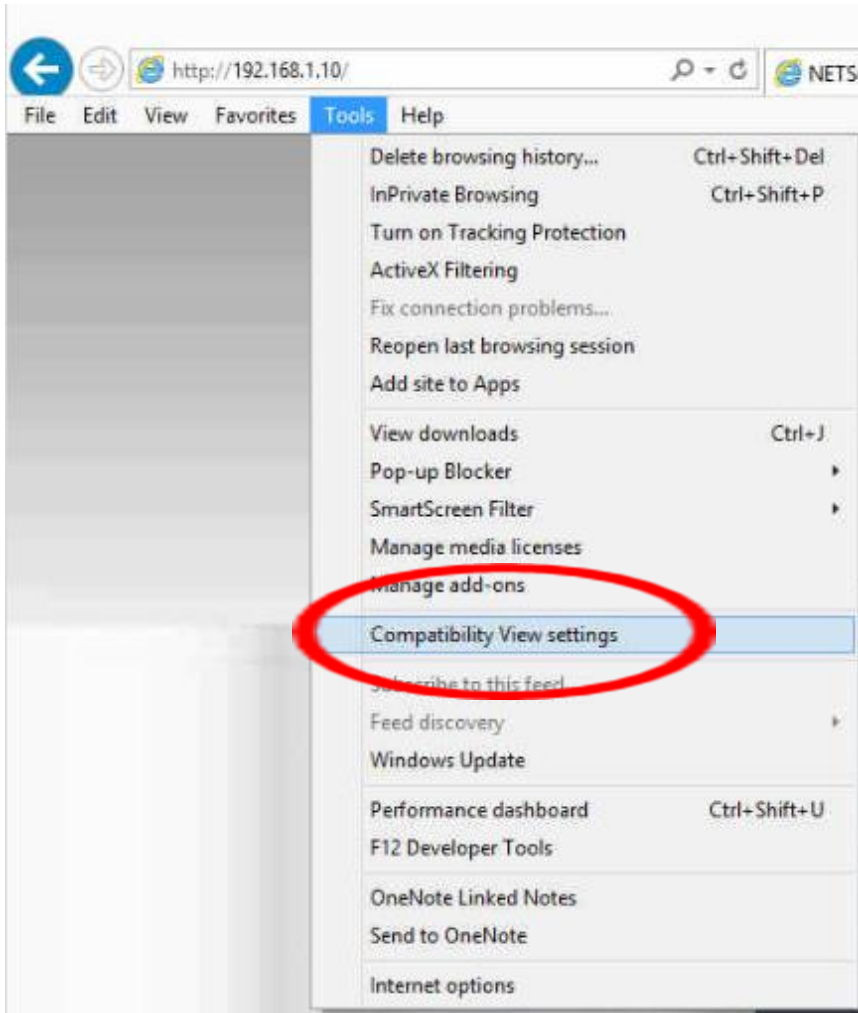 http://192.168.1.10/ NETS
File Edit View Favorites Tools Help
Delete browsing history... Ctrl+Shift+Del
InPrivate Browsing Ctrl+Shift+P
Turn on Tracking Protection
ActiveX Filtering
Fix connection problems...
Reopen last browsing session
Add site to Apps
View downloads Ctrl+J
Pop-up Blocker
SmartScreen Filter
Manage media licenses
Manage add-ons
Compatibility View settings
Subscribe to this feed...
Feed discovery
Windows Update
Performance dashboard Ctrl+Shift+U
F12 Developer Tools
OneNote Linked Notes
Send to OneNote
Internet options